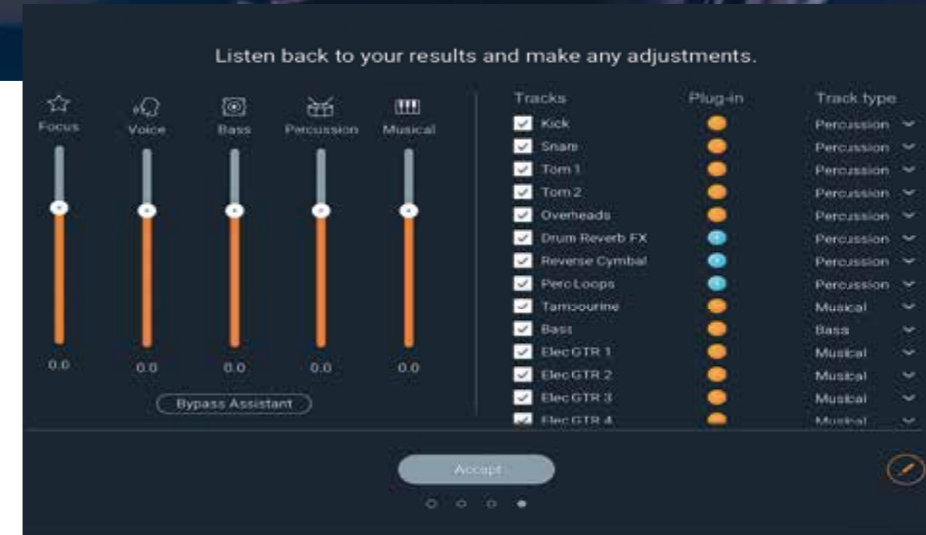 Listen back to your results and make any adjustments.
Focus
Voice
Bass
Percussion
Musical
0.0
0.0
0.0
0.0
0.0
Bypass Assistant
Tracks Plug-in Track type
Kick Percussion
Snare Percussion
Tom 1 Percussion
Tom 2 Percussion
Overheads Percussion
Drum Reverb FX Percussion
Reverse Cymbal Percussion
Perc Loops Percussion
Tambourine Musical
Bass Bass
Elec GTR 1 Musical
Elec GTR 2 Musical
Elec GTR 3 Musical
Elec GTR 4 Musical
Accept